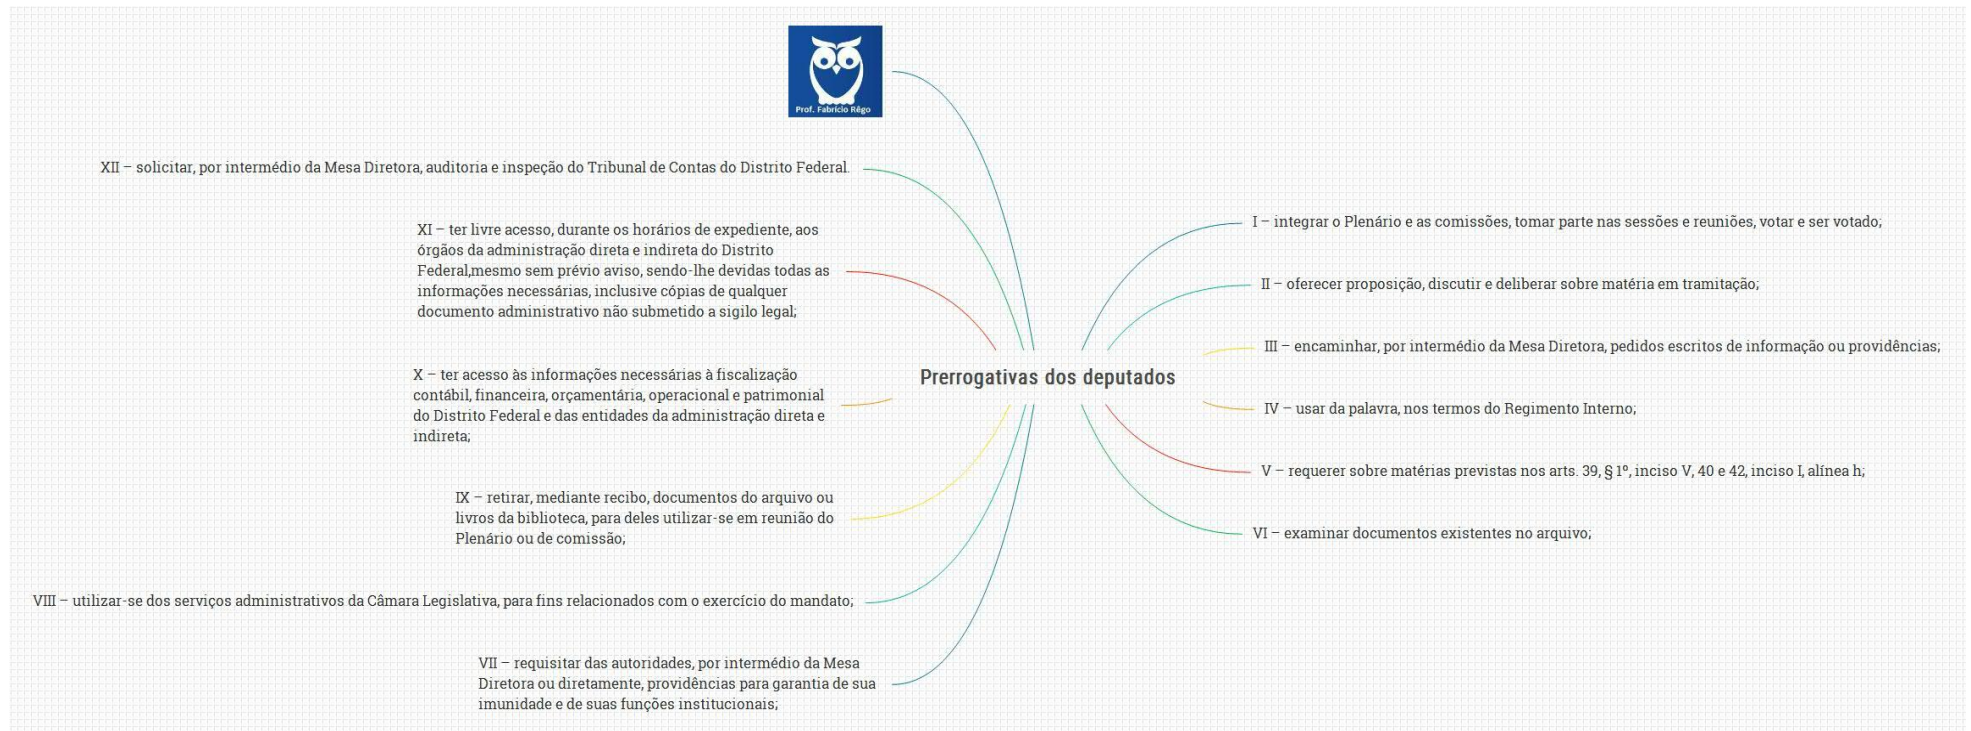 Prof. Fabrício Rêgo
Prerrogativas dos deputados
I – integrar o Plenário e as comissões, tomar parte nas sessões e reuniões, votar e ser votado;
II – oferecer proposição, discutir e deliberar sobre matéria em tramitação;
III – encaminhar, por intermédio da Mesa Diretora, pedidos escritos de informação ou providências;
IV – usar da palavra, nos termos do Regimento Interno;
V – requerer sobre matérias previstas nos arts. 39, § 1º, inciso V, 40 e 42, inciso I, alínea h;
VI – examinar documentos existentes no arquivo;
VII – requisitar das autoridades, por intermédio da Mesa
Diretora ou diretamente, providências para garantia de sua
imunidade e de suas funções institucionais;
VIII – utilizar-se dos serviços administrativos da Câmara Legislativa, para fins relacionados com o exercício do mandato;
IX – retirar, mediante recibo, documentos do arquivo ou
livros da biblioteca, para deles utilizar-se em reunião do
Plenário ou de comissão;
X – ter acesso às informações necessárias à fiscalização
contábil, financeira, orçamentária, operacional e patrimonial
do Distrito Federal e das entidades da administração direta e
indireta;
XI – ter livre acesso, durante os horários de expediente, aos
órgãos da administração direta e indireta do Distrito
Federal,mesmo sem prévio aviso, sendo-lhe devidas todas as
informações necessárias, inclusive cópias de qualquer
documento administrativo não submetido a sigilo legal;
XII – solicitar, por intermédio da Mesa Diretora, auditoria e inspeção do Tribunal de Contas do Distrito Federal.